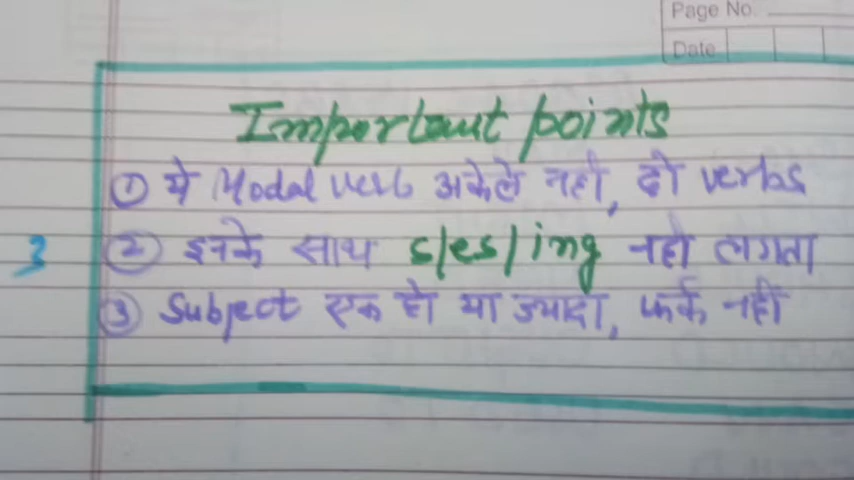 Page No.
Date
Important points
① ये Modal verb अकेले नहीं, दो verbs
3 ② इनके साथ s/es/ing नही लगता
③ Subject एक हो या ज्यादा, फर्क नहीं